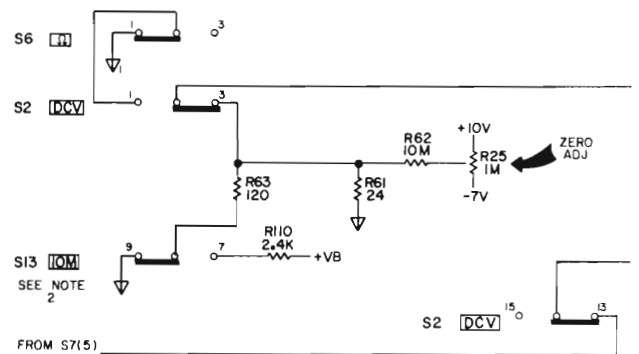 1
3
S6 Ω
1
S2 DCV
1
3
+10V
R62
10M
R25
1M
ZERO
ADJ
-7V
R63
120
R61
24
R110
2.4K
+VB
S13 10M
9
7
SEE NOTE
2
S2 DCV
15
13
FROM S7(5)